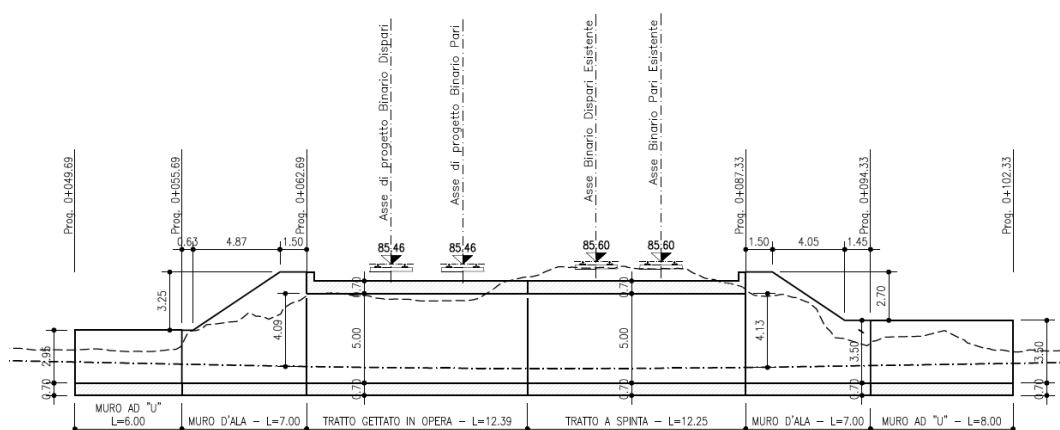 Asse di progetto Binario Dispari
Asse di progetto Binario Pari
Asse Binario Dispari Esistente
Asse Binario Pari Esistente
Prog. 0+049.69
Prog. 0+055.69
Prog. 0+062.69
Prog. 0+087.33
Prog. 0+094.33
Prog. 0+102.33
0.63
4.87
1.50
85.46
85.46
85.60
85.60
1.50
4.05
1.45
3.25
0.70
0.70
2.70
4.09
5.00
5.00
4.13
2.95
3.50
3.50
0.70
0.70
0.70
0.70
0.70
MURO AD "U"
L=6.00
MURO D'ALA - L=7.00
TRATTO GETTATO IN OPERA - L=12.39
TRATTO A SPINTA - L=12.25
MURO D'ALA - L=7.00
MURO AD "U"
L=8.00